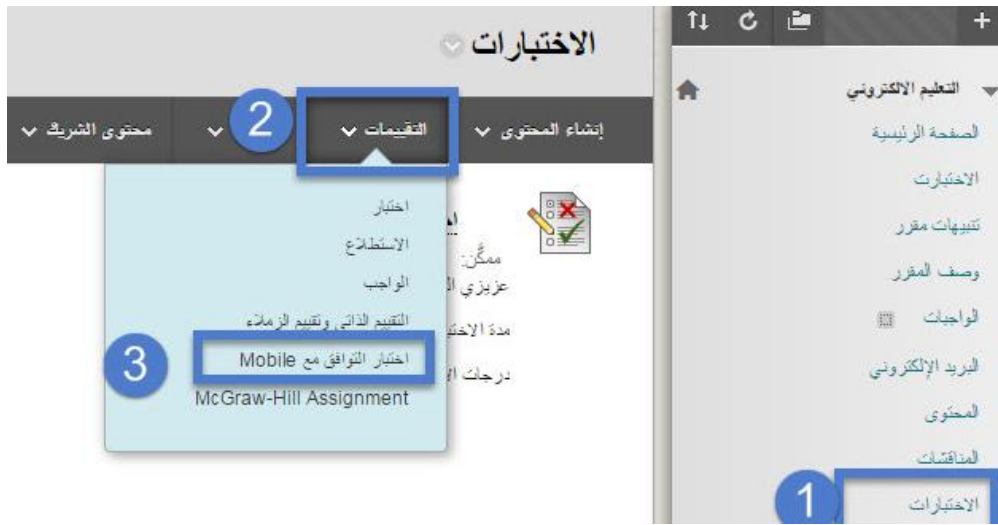 الاختبارات
إنشاء المحتوى
التقييمات
2
محتوى الشريك
اختبار
الاستطلاع
الواجب
التقييم الذاتي وتقييم الزملاء
اختبار التوافق مع Mobile
3
McGraw-Hill Assignment
ممكَّن:
عزيزي
مدة
درجات
التعليم الالكتروني
الصفحة الرئيسية
الاختبارت
تنبيهات مقرر
وصف المقرر
الواجبات
البريد الإلكتروني
المحتوى
المناقشات
الاختبارات
1